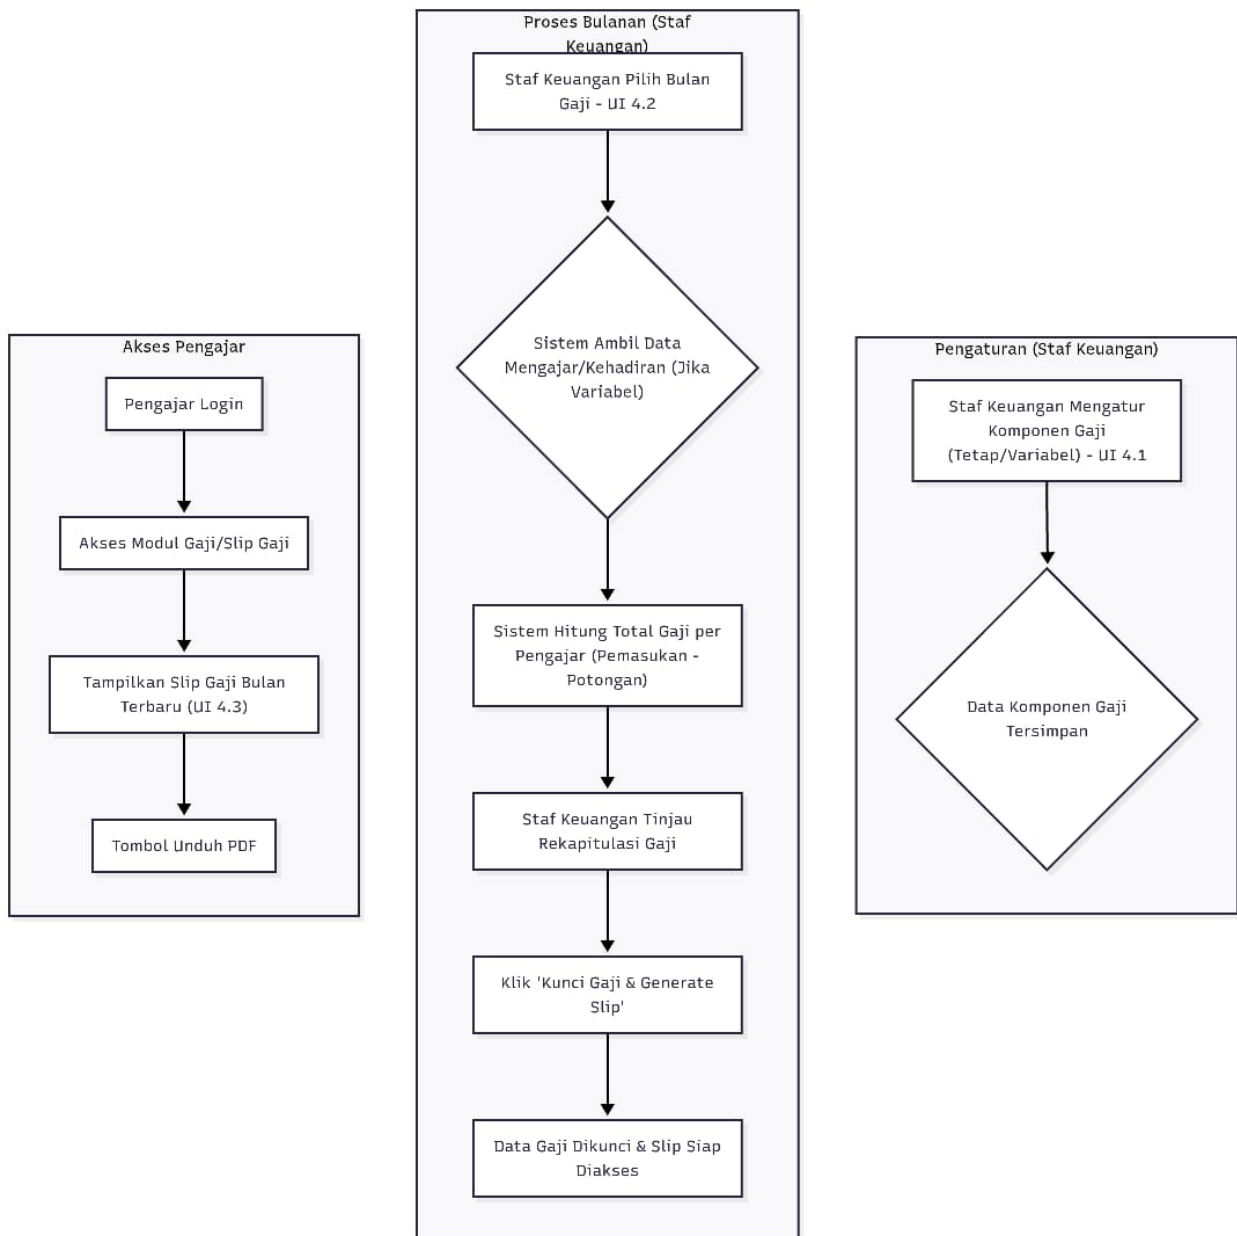 Akses Pengajar
Pengajar Login
Akses Modul Gaji/Slip Gaji
Tampilkan Slip Gaji Bulan
Terbaru (UI 4.3)
Tombol Unduh PDF
Proses Bulanan (Staf
Keuangan)
Staf Keuangan Pilih Bulan
Gaji - UI 4.2
Sistem Ambil Data
Mengajar/Kehadiran (Jika
Variabel)
Sistem Hitung Total Gaji per
Pengajar (Pemasukan -
Potongan)
Staf Keuangan Tinjau
Rekapitulasi Gaji
Klik 'Kunci Gaji & Generate
Slip'
Data Gaji Dikunci & Slip Siap
Diakses
Pengaturan (Staf Keuangan)
Staf Keuangan Mengatur
Komponen Gaji
(Tetap/Variabel) - UI 4.1
Data Komponen Gaji
Tersimpan